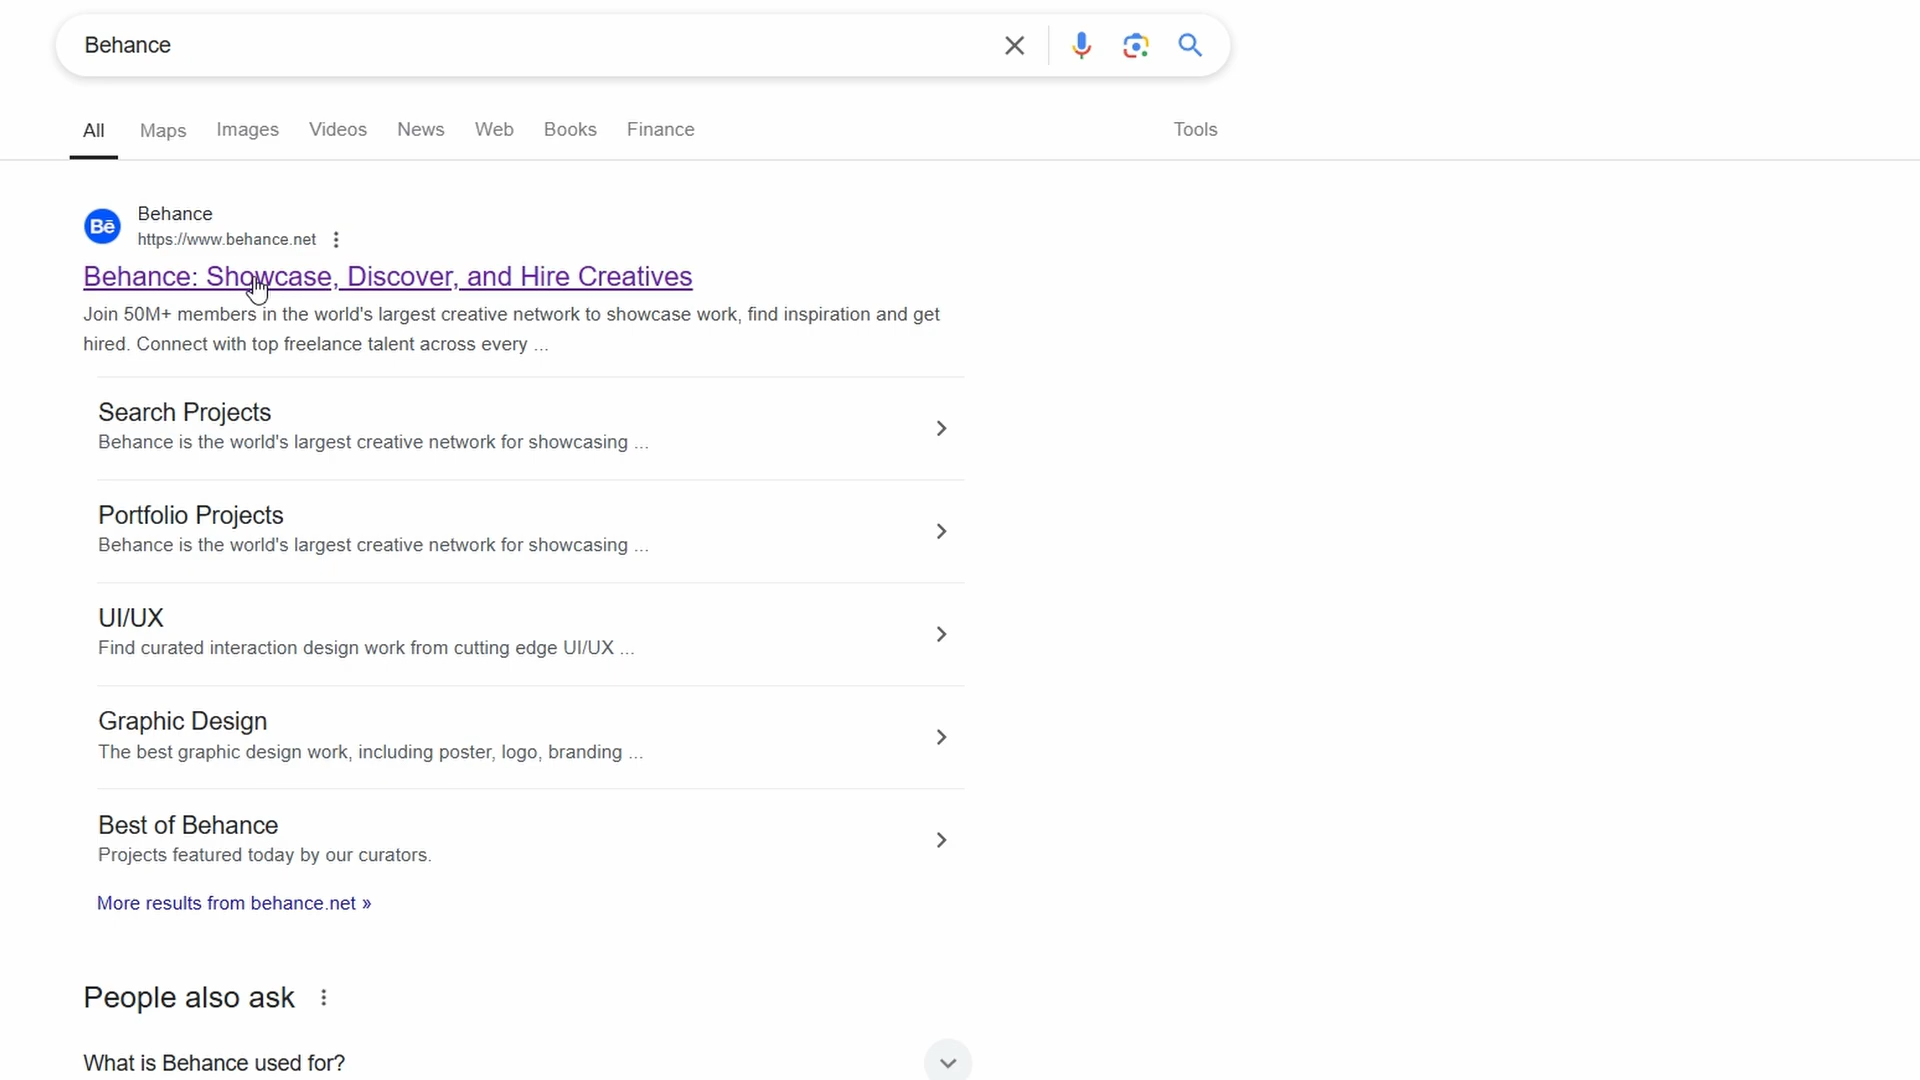 Behance
All Maps Images Videos News Web Books Finance Tools
Bē
Behance
https://www.behance.net
Behance: Showcase, Discover, and Hire Creatives
Join 50M+ members in the world's largest creative network to showcase work, find inspiration and get
hired. Connect with top freelance talent across every ...
Search Projects
Behance is the world's largest creative network for showcasing ...
Portfolio Projects
Behance is the world's largest creative network for showcasing ...
UI/UX
Find curated interaction design work from cutting edge UI/UX ...
Graphic Design
The best graphic design work, including poster, logo, branding ...
Best of Behance
Projects featured today by our curators.
More results from behance.net »
People also ask
What is Behance used for?